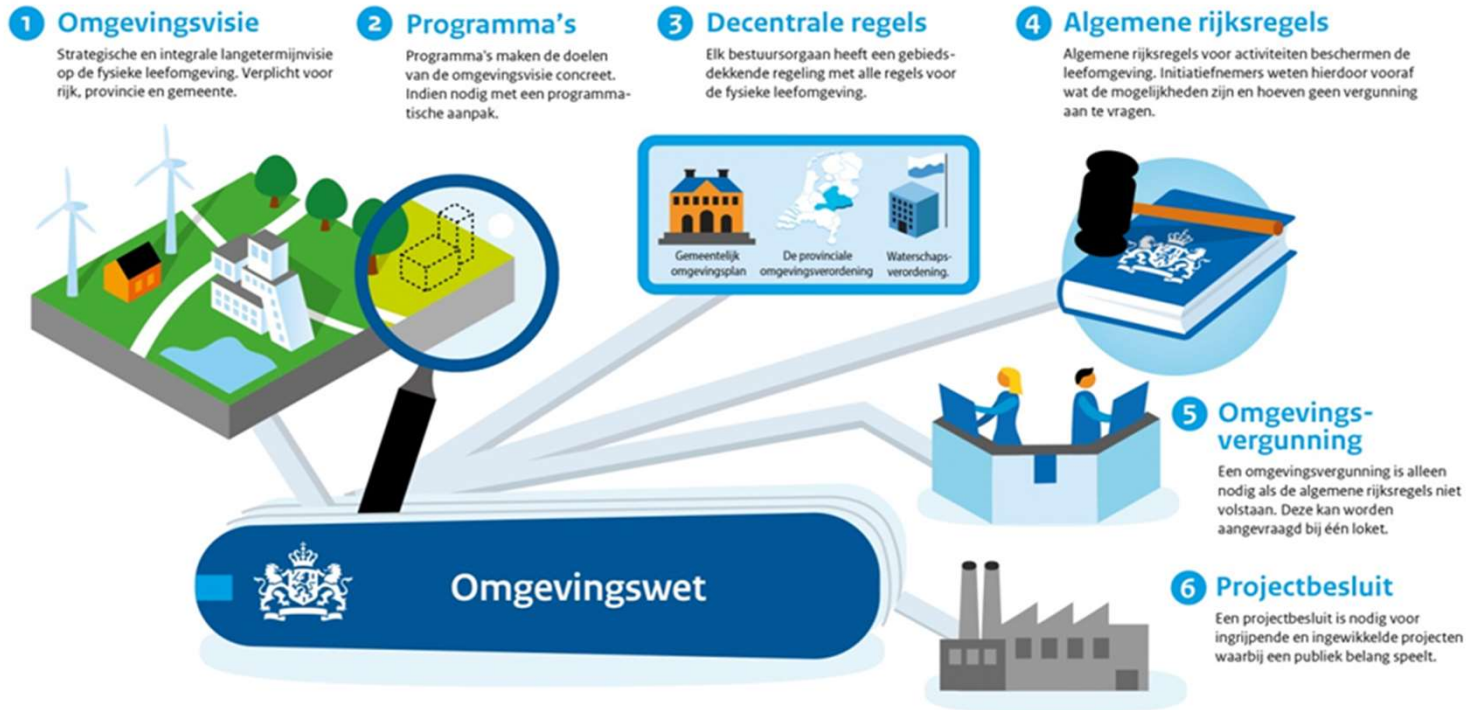 1 Omgevingsvisie
Strategische en integrale langetermijnvisie
op de fysieke leefomgeving. Verplicht voor
rijk, provincie en gemeente.
2 Programma's
Programma's maken de doelen
van de omgevingsvisie concreet.
Indien nodig met een programma-
tische aanpak.
3 Decentrale regels
Elk bestuursorgaan heeft een gebieds-
dekkende regeling met alle regels voor
de fysieke leefomgeving.
Gemeentelijk
omgevingsplan
De provinciale
omgevingsverordening
Waterschaps-
verordening.
4 Algemene rijksregels
Algemene rijksregels voor activiteiten beschermen de
leefomgeving. Initiatiefnemers weten hierdoor vooraf
wat de mogelijkheden zijn en hoeven geen vergunning
aan te vragen.
5 Omgevings-
vergunning
Een omgevingsvergunning is alleen
nodig als de algemene rijksregels niet
volstaan. Deze kan worden
aangevraagd bij één loket.
6 Projectbesluit
Een projectbesluit is nodig voor
ingrijpende en ingewikkelde projecten
waarbij een publiek belang speelt.
Omgevingswet